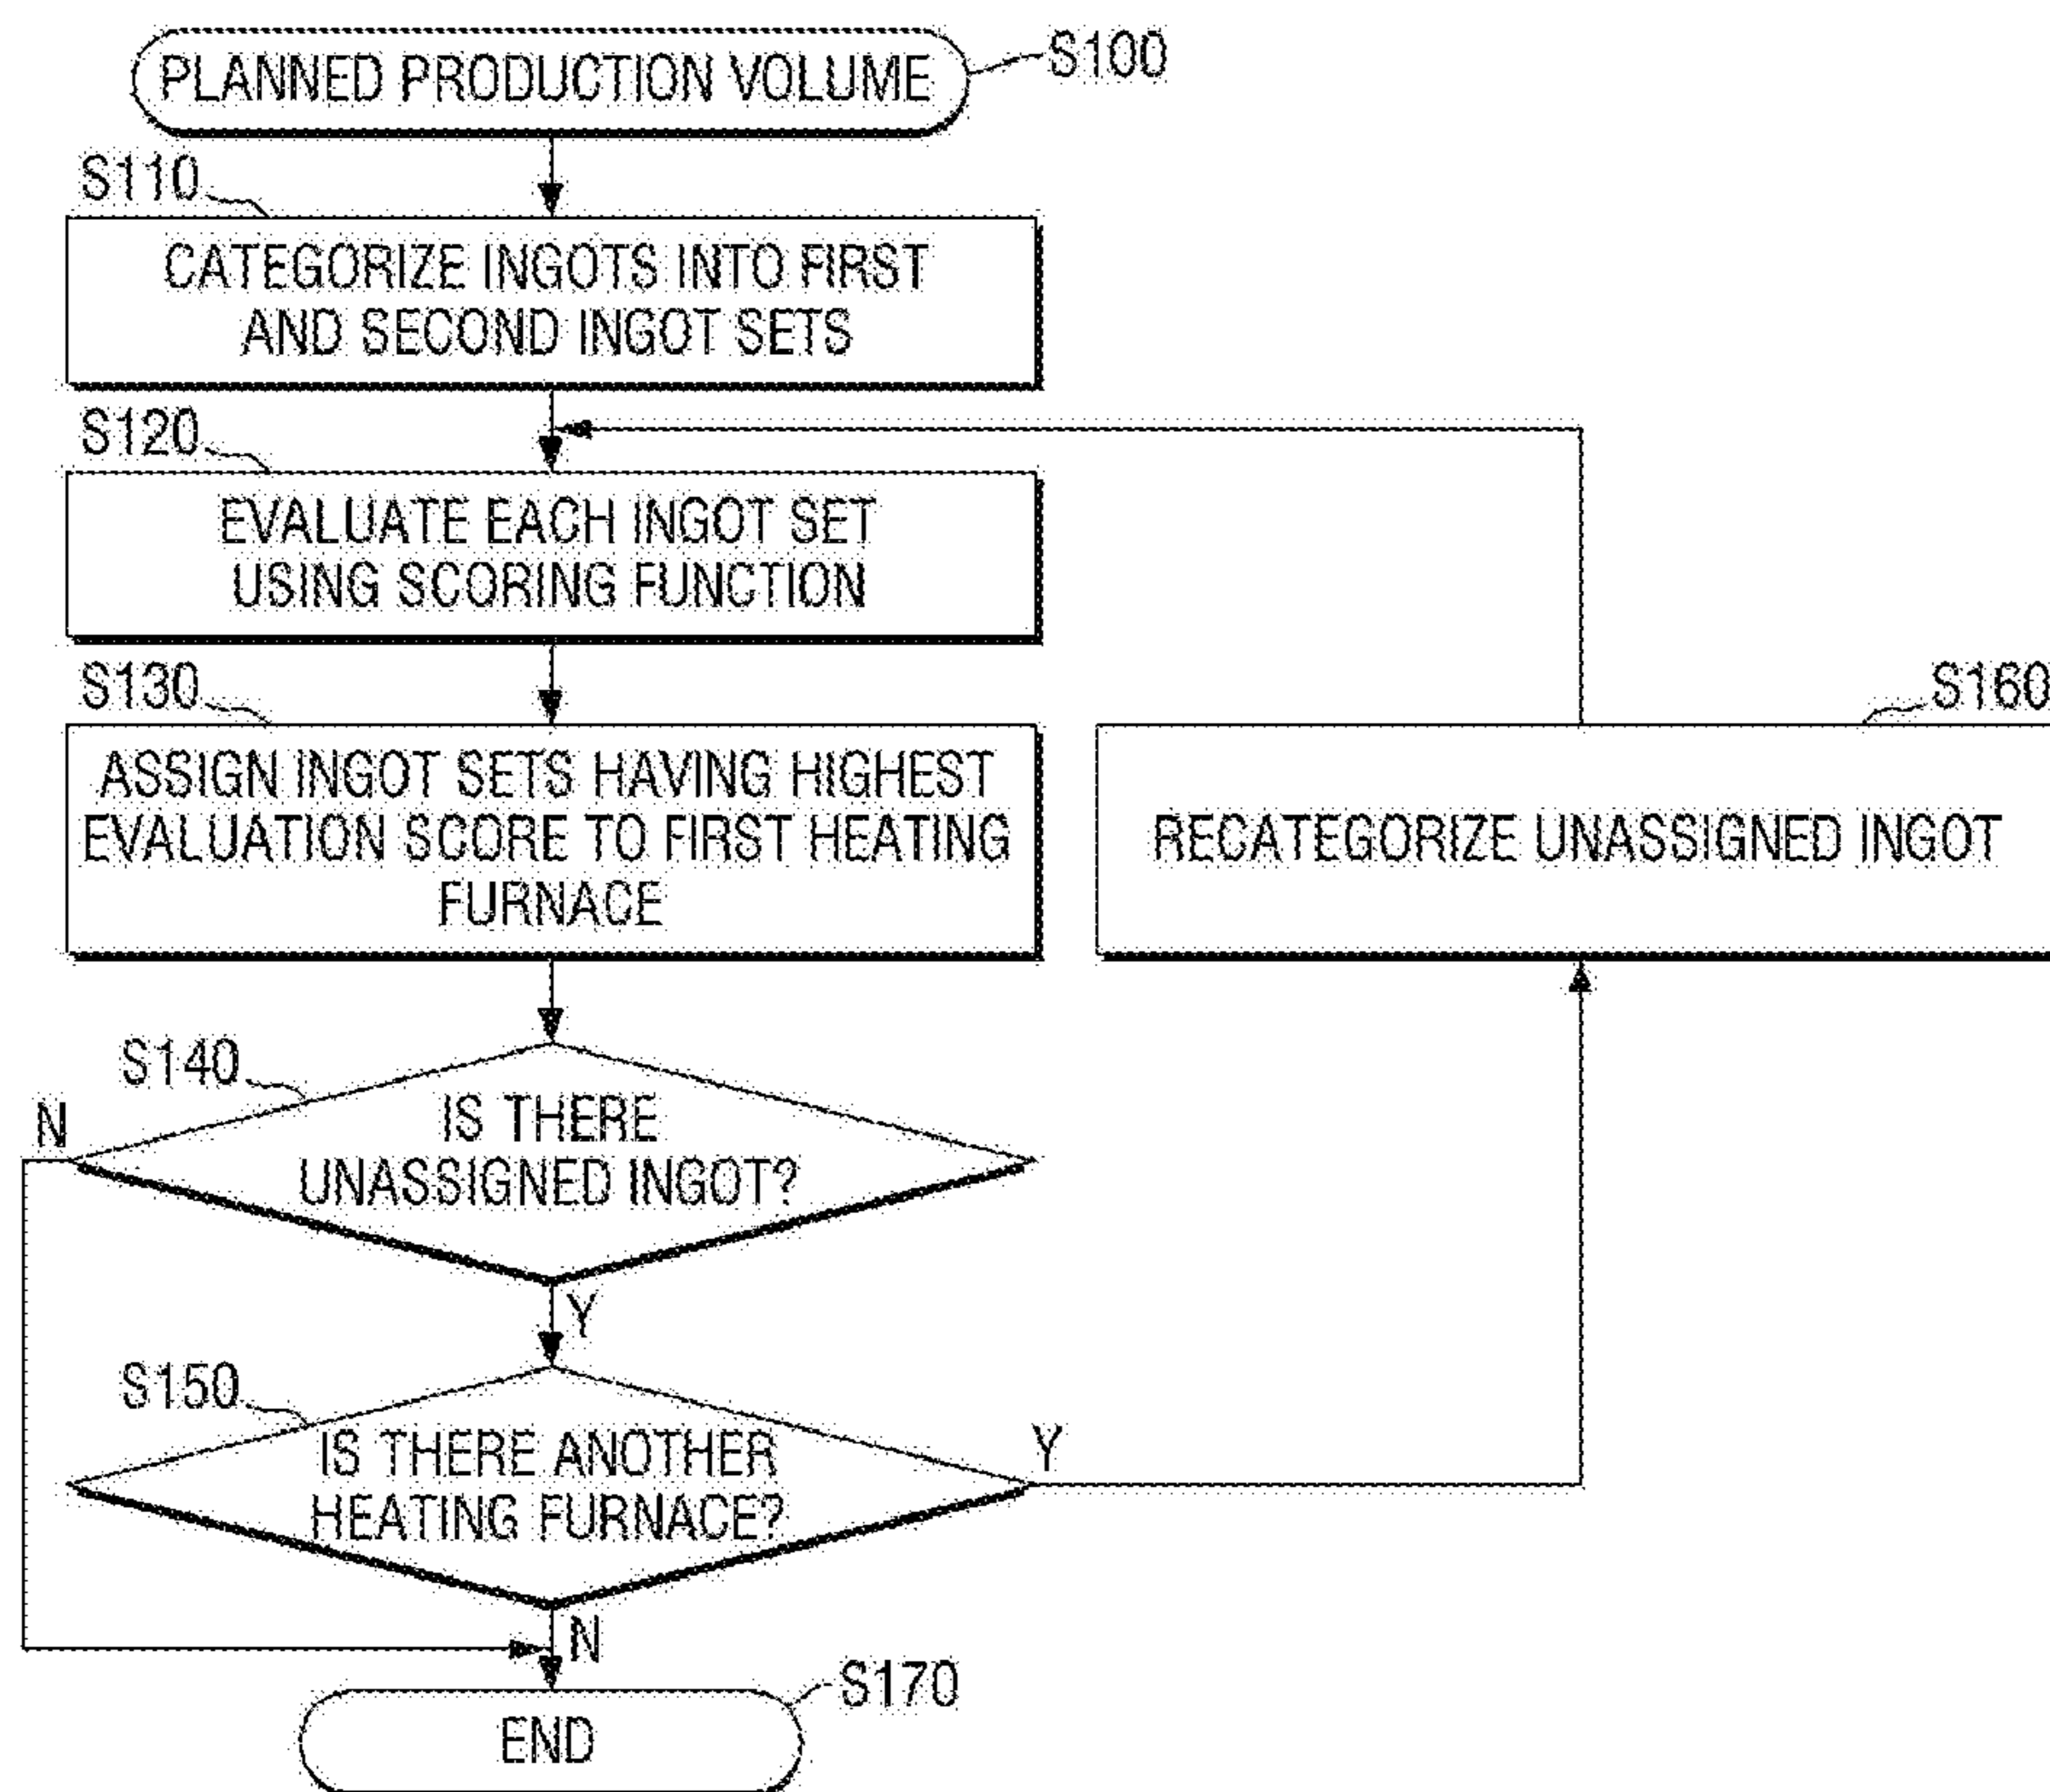 PLANNED PRODUCTION VOLUME
S100
S110
CATEGORIZE INGOTS INTO FIRST
AND SECOND INGOT SETS
S120
EVALUATE EACH INGOT SET
USING SCORING FUNCTION
S130
ASSIGN INGOT SETS HAVING HIGHEST
EVALUATION SCORE TO FIRST HEATING
FURNACE
S160
RECATEGORIZE UNASSIGNED INGOT
S140
N
IS THERE
UNASSIGNED INGOT?
Y
S150
IS THERE ANOTHER
HEATING FURNACE?
Y
N
S170
END